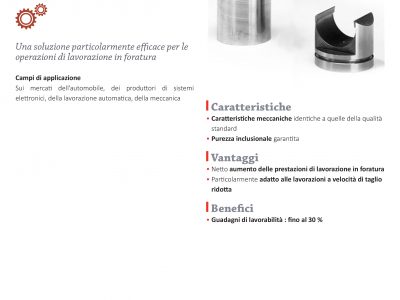 Una soluzione particolarmente efficace per le
operazioni di lavorazione in foratura
Campi di applicazione
Sui mercati dell'automobile, dei produttori di sistemi
elettronici, della lavorazione automatica, della meccanica
Caratteristiche
• Caratteristiche meccaniche identiche a quelle della qualità
standard
• Purezza inclusionale garantita
Vantaggi
• Netto aumento delle prestazioni di lavorazione in foratura
• Particolarmente adatto alle lavorazioni a velocità di taglio
ridotta
Benefici
• Guadagni di lavorabilità : fino al 30 %